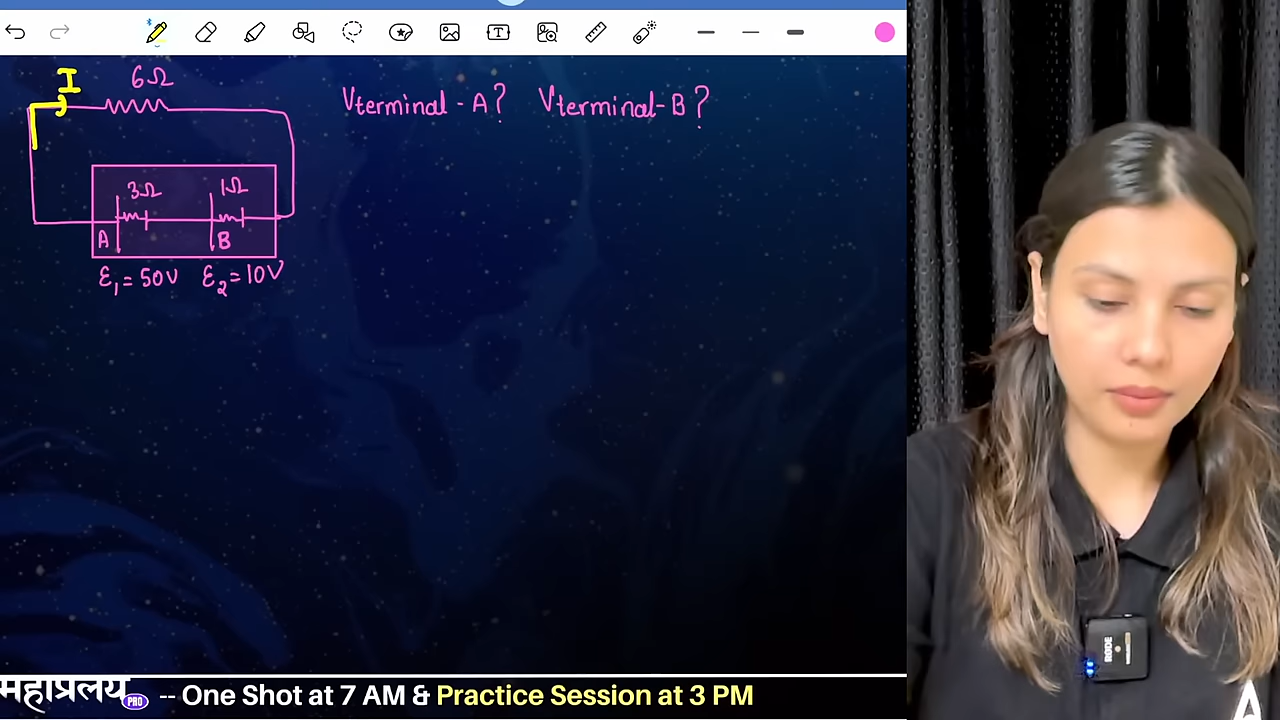 I
6Ω
Vterminal - A? Vterminal-B?
3Ω 1Ω
A B
ε₁ = 50V ε₂ = 10V
RODE
महाप्रलय PRO -- One Shot at 7 AM & Practice Session at 3 PM
A